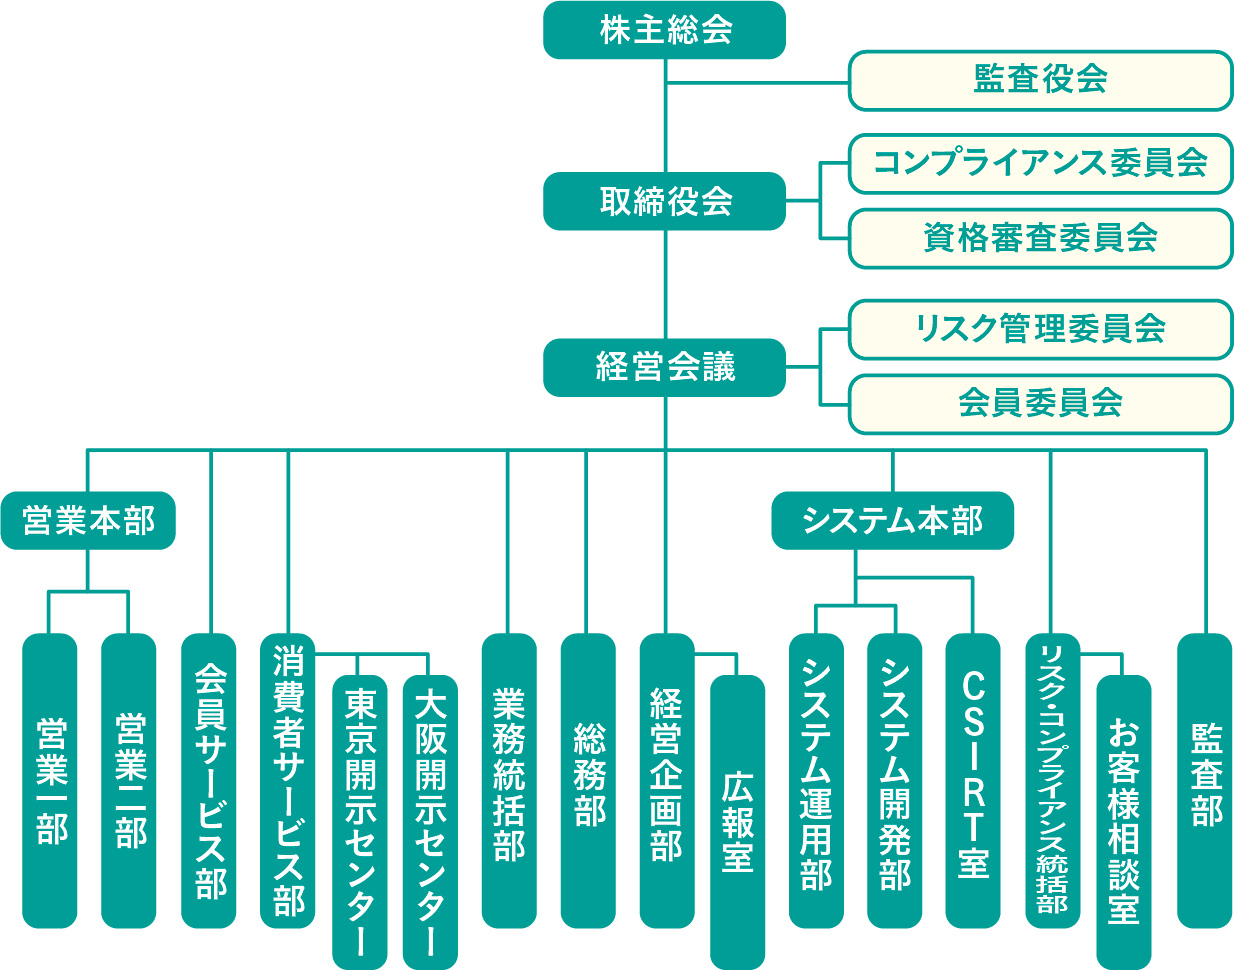 株主総会
監査役会
コンプライアンス委員会
取締役会
資格審査委員会
リスク管理委員会
経営会議
会員委員会
営業本部
システム本部
営業一部
営業二部
会員サービス部
消費者サービス部
東京開示センター
大阪開示センター
業務統括部
総務部
経営企画部
広報室
システム運用部
システム開発部
CSIRT室
リスク・コンプライアンス統括部
お客様相談室
監査部